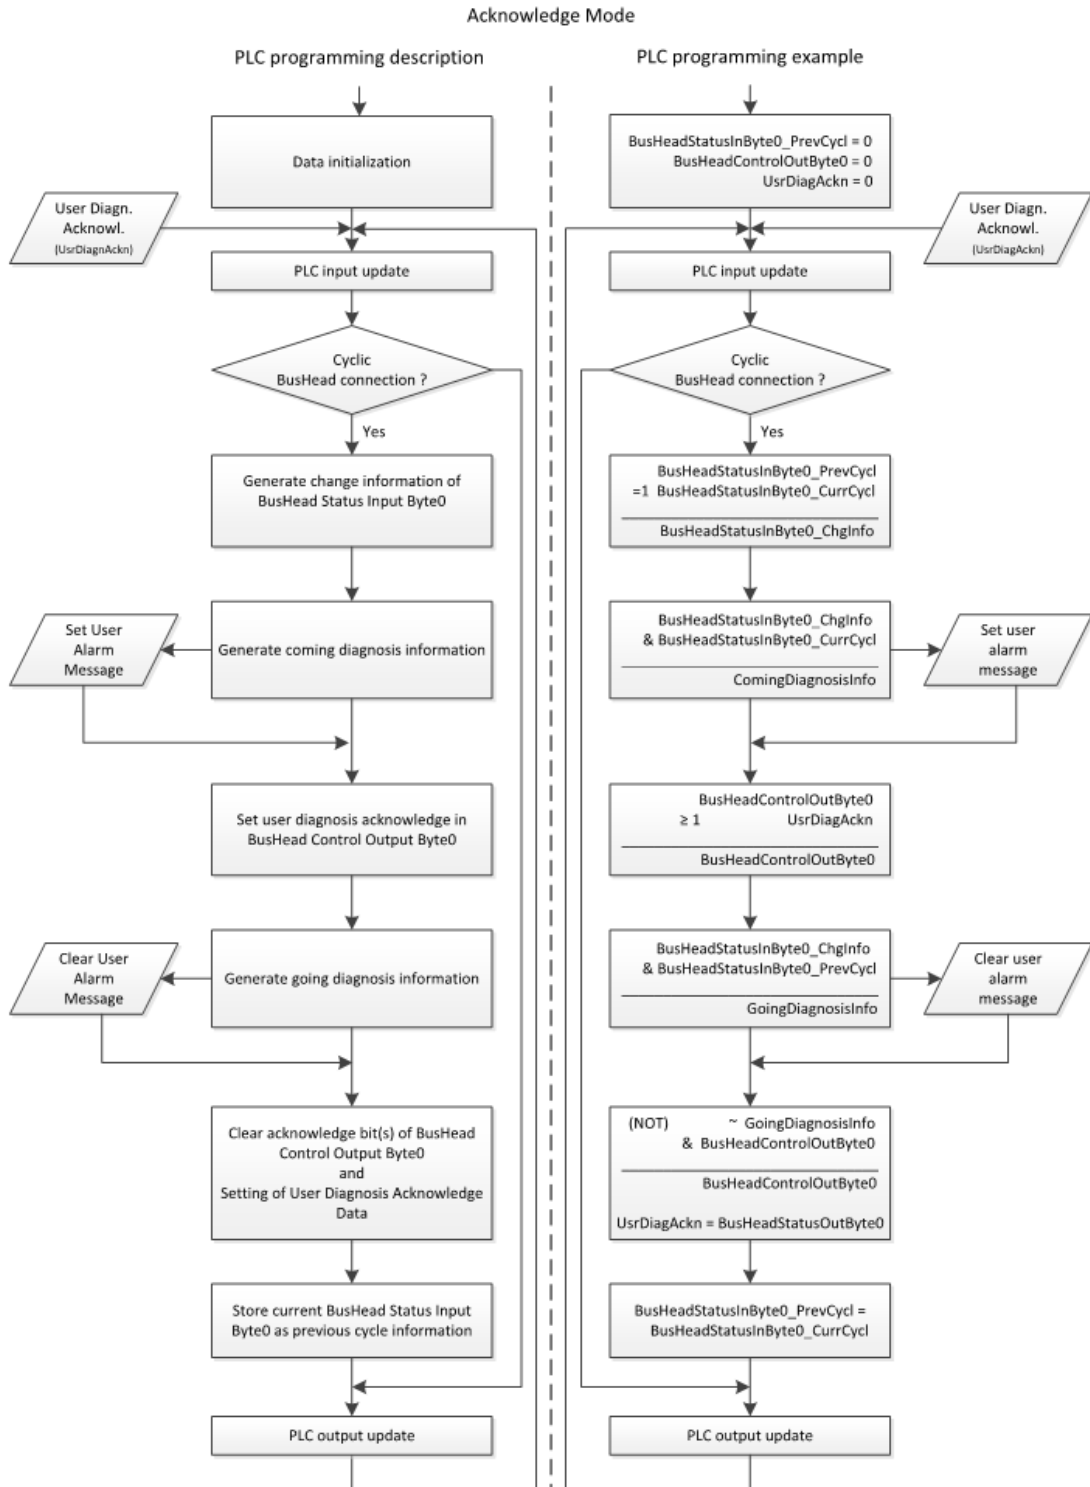 Acknowledge Mode
PLC programming description
Data initialization
User Diagn.
Acknowl.
(UsrDiagnAckn)
PLC input update
Cyclic
BusHead connection ?
Yes
Generate change information of
BusHead Status Input Byte0
Set User
Alarm
Message
Generate coming diagnosis information
Set user diagnosis acknowledge in
BusHead Control Output Byte0
Clear User
Alarm
Message
Generate going diagnosis information
Clear acknowledge bit(s) of BusHead
Control Output Byte0
and
Setting of User Diagnosis Acknowledge
Data
Store current BusHead Status Input
Byte0 as previous cycle information
PLC output update
PLC programming example
BusHeadStatusInByte0_PrevCycl = 0
BusHeadControlOutByte0 = 0
UsrDiagAckn = 0
User Diagn.
Acknowl.
(UsrDiagAckn)
PLC input update
Cyclic
BusHead connection ?
Yes
BusHeadStatusInByte0_PrevCycl
=1 BusHeadStatusInByte0_CurrCycl
BusHeadStatusInByte0_ChgInfo
BusHeadStatusInByte0_ChgInfo
& BusHeadStatusInByte0_CurrCycl
ComingDiagnosisInfo
Set user
alarm
message
BusHeadControlOutByte0
≥ 1 UsrDiagAckn
BusHeadControlOutByte0
BusHeadStatusInByte0_ChgInfo
& BusHeadStatusInByte0_PrevCycl
GoingDiagnosisInfo
Clear user
alarm
message
(NOT) ~ GoingDiagnosisInfo
& BusHeadControlOutByte0
BusHeadControlOutByte0
UsrDiagAckn = BusHeadStatusOutByte0
BusHeadStatusInByte0_PrevCycl =
BusHeadStatusInByte0_CurrCycl
PLC output update